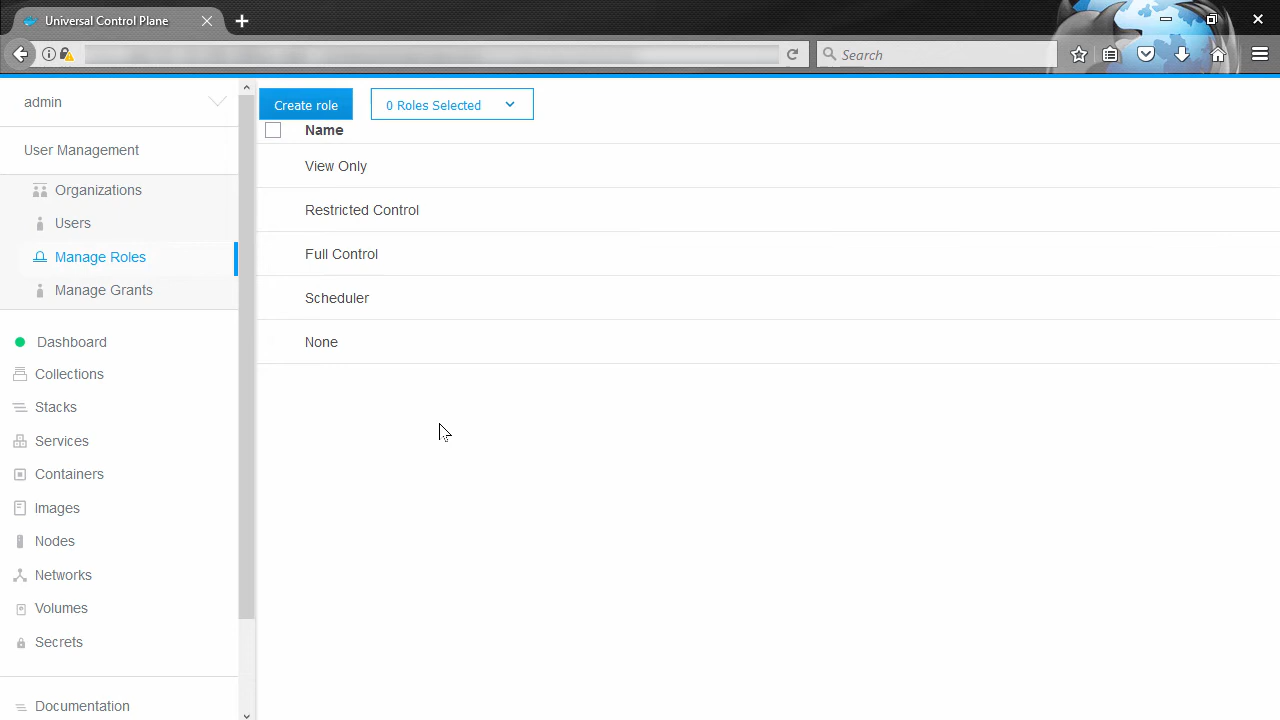 Universal Control Plane
Search
admin
User Management
Organizations
Users
Manage Roles
Manage Grants
Dashboard
Collections
Stacks
Services
Containers
Images
Nodes
Networks
Volumes
Secrets
Documentation
Create role
0 Roles Selected
Name
View Only
Restricted Control
Full Control
Scheduler
None